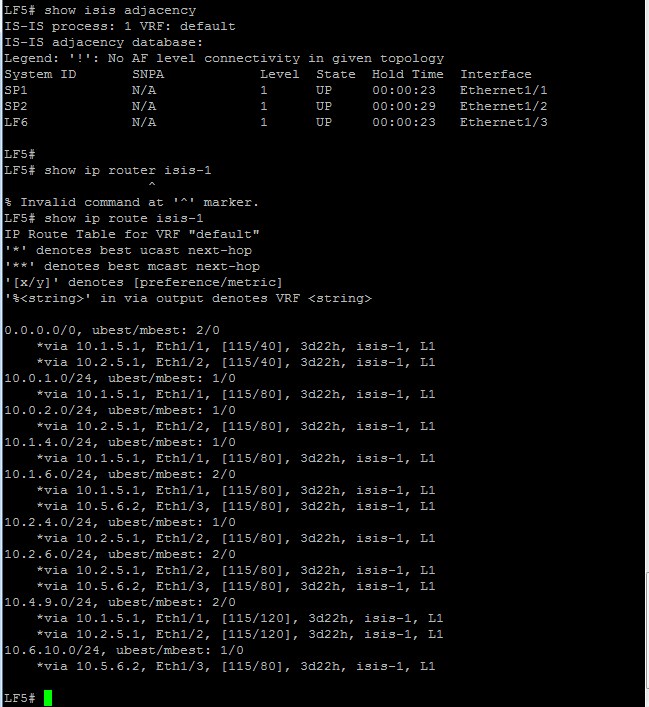 LF5# show isis adjacency
IS-IS process: 1 VRF: default
IS-IS adjacency database:
Legend: '!': No AF level connectivity in given topology
System ID       SNPA            Level  State  Hold Time  Interface
SP1             N/A             1      UP     00:00:23   Ethernet1/1
SP2             N/A             1      UP     00:00:29   Ethernet1/2
LF6             N/A             1      UP     00:00:23   Ethernet1/3
LF5#
LF5# show ip router isis-1
                  ^
% Invalid command at '^' marker.
LF5# show ip route isis-1
IP Route Table for VRF "default"
'*' denotes best ucast next-hop
'**' denotes best mcast next-hop
'[x/y]' denotes [preference/metric]
'%<string>' in via output denotes VRF <string>
0.0.0.0/0, ubest/mbest: 2/0
    *via 10.1.5.1, Eth1/1, [115/40], 3d22h, isis-1, L1
    *via 10.2.5.1, Eth1/2, [115/40], 3d22h, isis-1, L1
10.0.1.0/24, ubest/mbest: 1/0
    *via 10.1.5.1, Eth1/1, [115/80], 3d22h, isis-1, L1
10.0.2.0/24, ubest/mbest: 1/0
    *via 10.2.5.1, Eth1/2, [115/80], 3d22h, isis-1, L1
10.1.4.0/24, ubest/mbest: 1/0
    *via 10.1.5.1, Eth1/1, [115/80], 3d22h, isis-1, L1
10.1.6.0/24, ubest/mbest: 2/0
    *via 10.1.5.1, Eth1/1, [115/80], 3d22h, isis-1, L1
    *via 10.5.6.2, Eth1/3, [115/80], 3d22h, isis-1, L1
10.2.4.0/24, ubest/mbest: 1/0
    *via 10.2.5.1, Eth1/2, [115/80], 3d22h, isis-1, L1
10.2.6.0/24, ubest/mbest: 2/0
    *via 10.2.5.1, Eth1/2, [115/80], 3d22h, isis-1, L1
    *via 10.5.6.2, Eth1/3, [115/80], 3d22h, isis-1, L1
10.4.9.0/24, ubest/mbest: 2/0
    *via 10.1.5.1, Eth1/1, [115/120], 3d22h, isis-1, L1
    *via 10.2.5.1, Eth1/2, [115/120], 3d22h, isis-1, L1
10.6.10.0/24, ubest/mbest: 1/0
    *via 10.5.6.2, Eth1/3, [115/80], 3d22h, isis-1, L1
LF5#